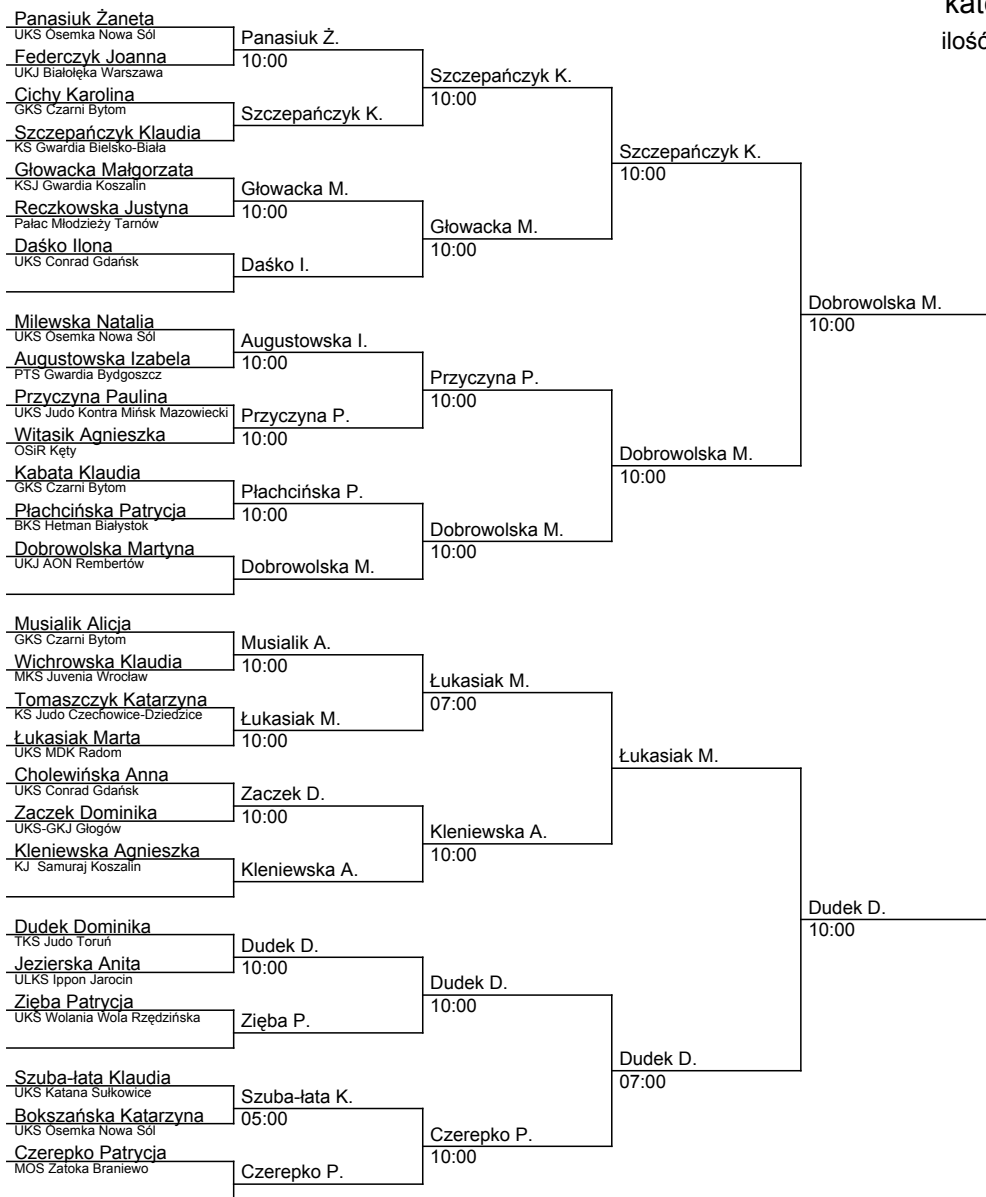 Panasiuk Żaneta
UKS Ósemka Nowa Sól
Federczyk Joanna
UKJ Białołęka Warszawa
Cichy Karolina
GKS Czarni Bytom
Szczepańczyk Klaudia
KS Gwardia Bielsko-Biała
Głowacka Małgorzata
KSJ Gwardia Koszalin
Reczkowska Justyna
Pałac Młodzieży Tarnów
Daśko Ilona
UKS Conrad Gdańsk
Milewska Natalia
UKS Ósemka Nowa Sól
Augustowska Izabela
PTS Gwardia Bydgoszcz
Przyczyna Paulina
UKS Judo Kontra Mińsk Mazowiecki
Witasik Agnieszka
OSiR Kęty
Kabata Klaudia
GKS Czarni Bytom
Płachcińska Patrycja
BKS Hetman Białystok
Dobrowolska Martyna
UKJ AON Rembertów
Musialik Alicja
GKS Czarni Bytom
Wichrowska Klaudia
MKS Juvenia Wrocław
Tomaszczyk Katarzyna
KS Judo Czechowice-Dziedzice
Łukasiak Marta
UKS MDK Radom
Cholewińska Anna
UKS Conrad Gdańsk
Zaczek Dominika
UKS-GKJ Głogów
Kleniewska Agnieszka
KJ Samuraj Koszalin
Dudek Dominika
TKS Judo Toruń
Jezierska Anita
ULKS Ippon Jarocin
Zięba Patrycja
UKS Wolania Wola Rzędzińska
Szuba-łata Klaudia
UKS Katana Sułkowice
Bokszańska Katarzyna
UKS Ósemka Nowa Sól
Czerepko Patrycja
MOS Zatoka Braniewo
Panasiuk Ż.
10:00
Szczepańczyk K.
Głowacka M.
10:00
Daśko I.
Augustowska I.
10:00
Przyczyna P.
10:00
Płachcińska P.
10:00
Dobrowolska M.
Musialik A.
10:00
Łukasiak M.
10:00
Zaczek D.
10:00
Kleniewska A.
Dudek D.
10:00
Zięba P.
Szuba-łata K.
05:00
Czerepko P.
Szczepańczyk K.
10:00
Głowacka M.
10:00
Przyczyna P.
10:00
Dobrowolska M.
10:00
Łukasiak M.
07:00
Kleniewska A.
10:00
Dudek D.
10:00
Czerepko P.
10:00
Szczepańczyk K.
10:00
Dobrowolska M.
10:00
Łukasiak M.
Dudek D.
07:00
Dobrowolska M.
10:00
Dudek D.
10:00
ilość